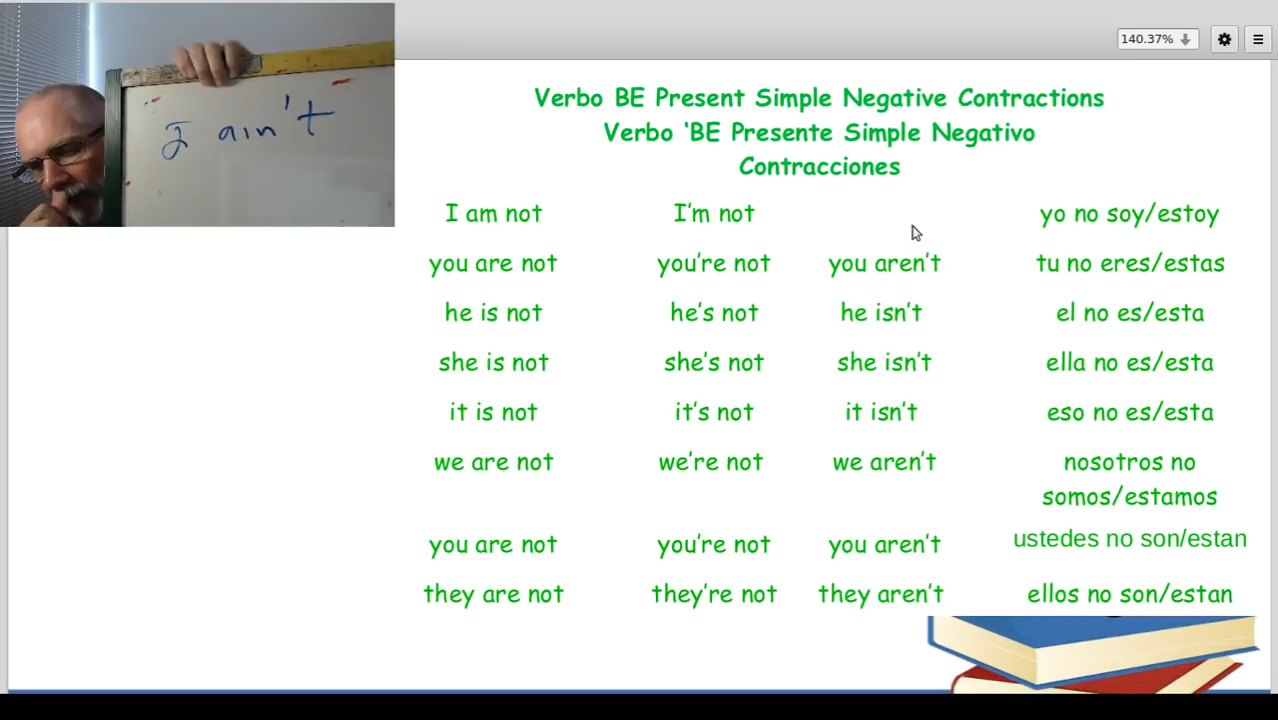 140.37%
I ain't
Verbo BE Present Simple Negative Contractions
Verbo ‘BE Presente Simple Negativo
Contracciones
I am not I’m not yo no soy/estoy
you are not you’re not you aren’t tu no eres/estas
he is not he’s not he isn’t el no es/esta
she is not she’s not she isn’t ella no es/esta
it is not it’s not it isn’t eso no es/esta
we are not we’re not we aren’t nosotros no
somos/estamos
you are not you’re not you aren’t ustedes no son/estan
they are not they’re not they aren’t ellos no son/estan